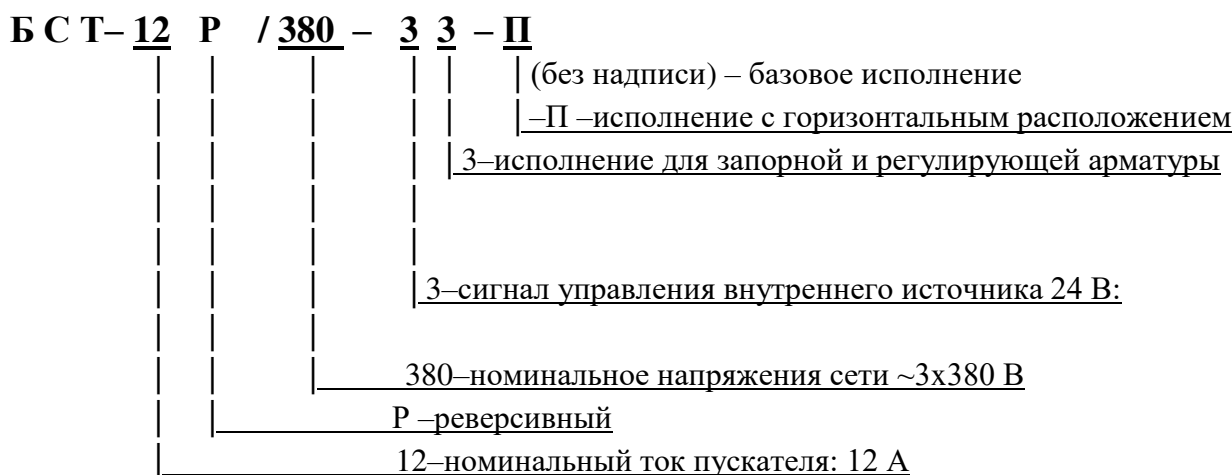 Б С Т– 12 Р / 380 – 3 3 – П
(без надписи) – базовое исполнение
–П –исполнение с горизонтальным расположением
3–исполнение для запорной и регулирующей арматуры
3–сигнал управления внутреннего источника 24 В:
380–номинальное напряжения сети ~3х380 В
Р –реверсивный
12–номинальный ток пускателя: 12 А